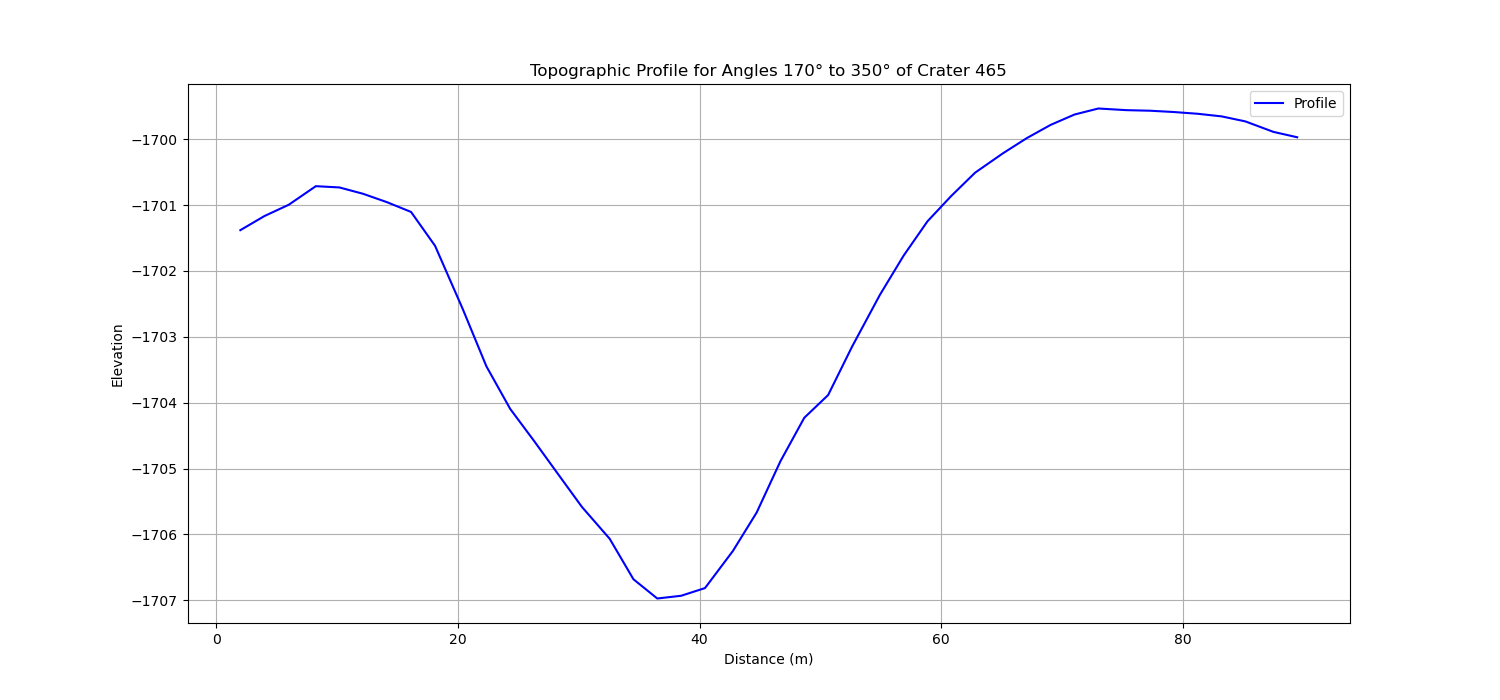 Topographic Profile for Angles 170° to 350° of Crater 465
Profile
−1700
−1701
−1702
−1703
−1704
−1705
−1706
−1707
Elevation
0 20 40 60 80
Distance (m)